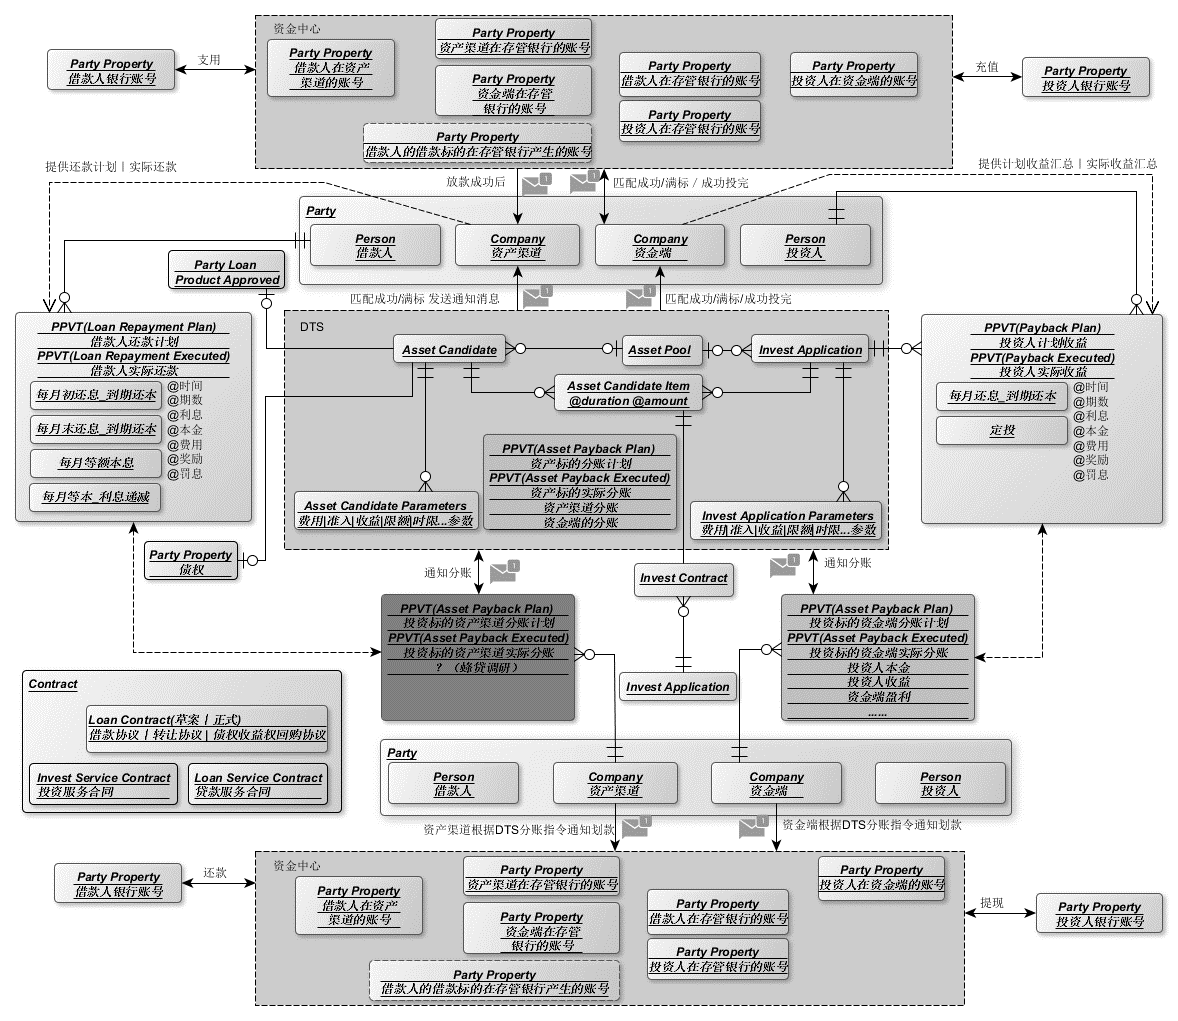 资金中心
Party Property
借款人银行账号
支用
Party Property
借款人在资产
渠道的账号
Party Property
资产渠道在存管银行的账号
Party Property
资金端在存管
银行的账号
Party Property
借款人在存管银行的账号
Party Property
投资人在存管银行的账号
Party Property
投资人在资金端的账号
Party Property
借款人的借款标的在存管银行产生的账号
充值
Party Property
投资人银行账号
提供还款计划 | 实际还款
放款成功后
匹配成功/满标 / 成功投完
提供计划收益汇总 | 实际收益汇总
Party
Person
借款人
Company
资产渠道
Company
资金端
Person
投资人
Party Loan
Product Approved
匹配成功/满标 发送通知消息
匹配成功/满标/成功投完
PPVT(Loan Repayment Plan)
借款人还款计划
PPVT(Loan Repayment Executed)
借款人实际还款
每月初还息_到期还本
每月末还息_到期还本
每月等额本息
每月等本_利息递减
@时间
@期数
@利息
@本金
@费用
@奖励
@罚息
DTS
Asset Candidate
Asset Pool
Invest Application
Asset Candidate Item
@duration @amount
PPVT(Asset Payback Plan)
资产标的分账计划
PPVT(Asset Payback Executed)
资产标的实际分账
资产渠道分账
资金端的分账
Asset Candidate Parameters
费用|准入|收益|限额|时限...参数
Invest Application Parameters
费用|准入|收益|限额|时限...参数
PPVT(Payback Plan)
投资人计划收益
PPVT(Payback Executed)
投资人实际收益
每月还息_到期还本
定投
@时间
@期数
@利息
@本金
@费用
@奖励
@罚息
Party Property
债权
通知分账
Invest Contract
通知分账
PPVT(Asset Payback Plan)
投资标的资产渠道分账计划
PPVT(Asset Payback Executed)
投资标的资产渠道实际分账
？（蜂贷调研）
Invest Application
PPVT(Asset Payback Plan)
投资标的资金端分账计划
PPVT(Asset Payback Executed)
投资标的资金端实际分账
投资人本金
投资人收益
资金端盈利
......
Contract
Loan Contract(草案 | 正式)
借款协议 | 转让协议 | 债权收益权回购协议
Invest Service Contract
投资服务合同
Loan Service Contract
贷款服务合同
Party
Person
借款人
Company
资产渠道
Company
资金端
Person
投资人
资产渠道根据DTS分账指令通知划款
资金端根据DTS分账指令通知划款
资金中心
Party Property
借款人银行账号
还款
Party Property
借款人在资产
渠道的账号
Party Property
资产渠道在存管银行的账号
Party Property
资金端在存管
银行的账号
Party Property
借款人在存管银行的账号
Party Property
投资人在存管银行的账号
Party Property
投资人在资金端的账号
Party Property
借款人的借款标的在存管银行产生的账号
提现
Party Property
投资人银行账号